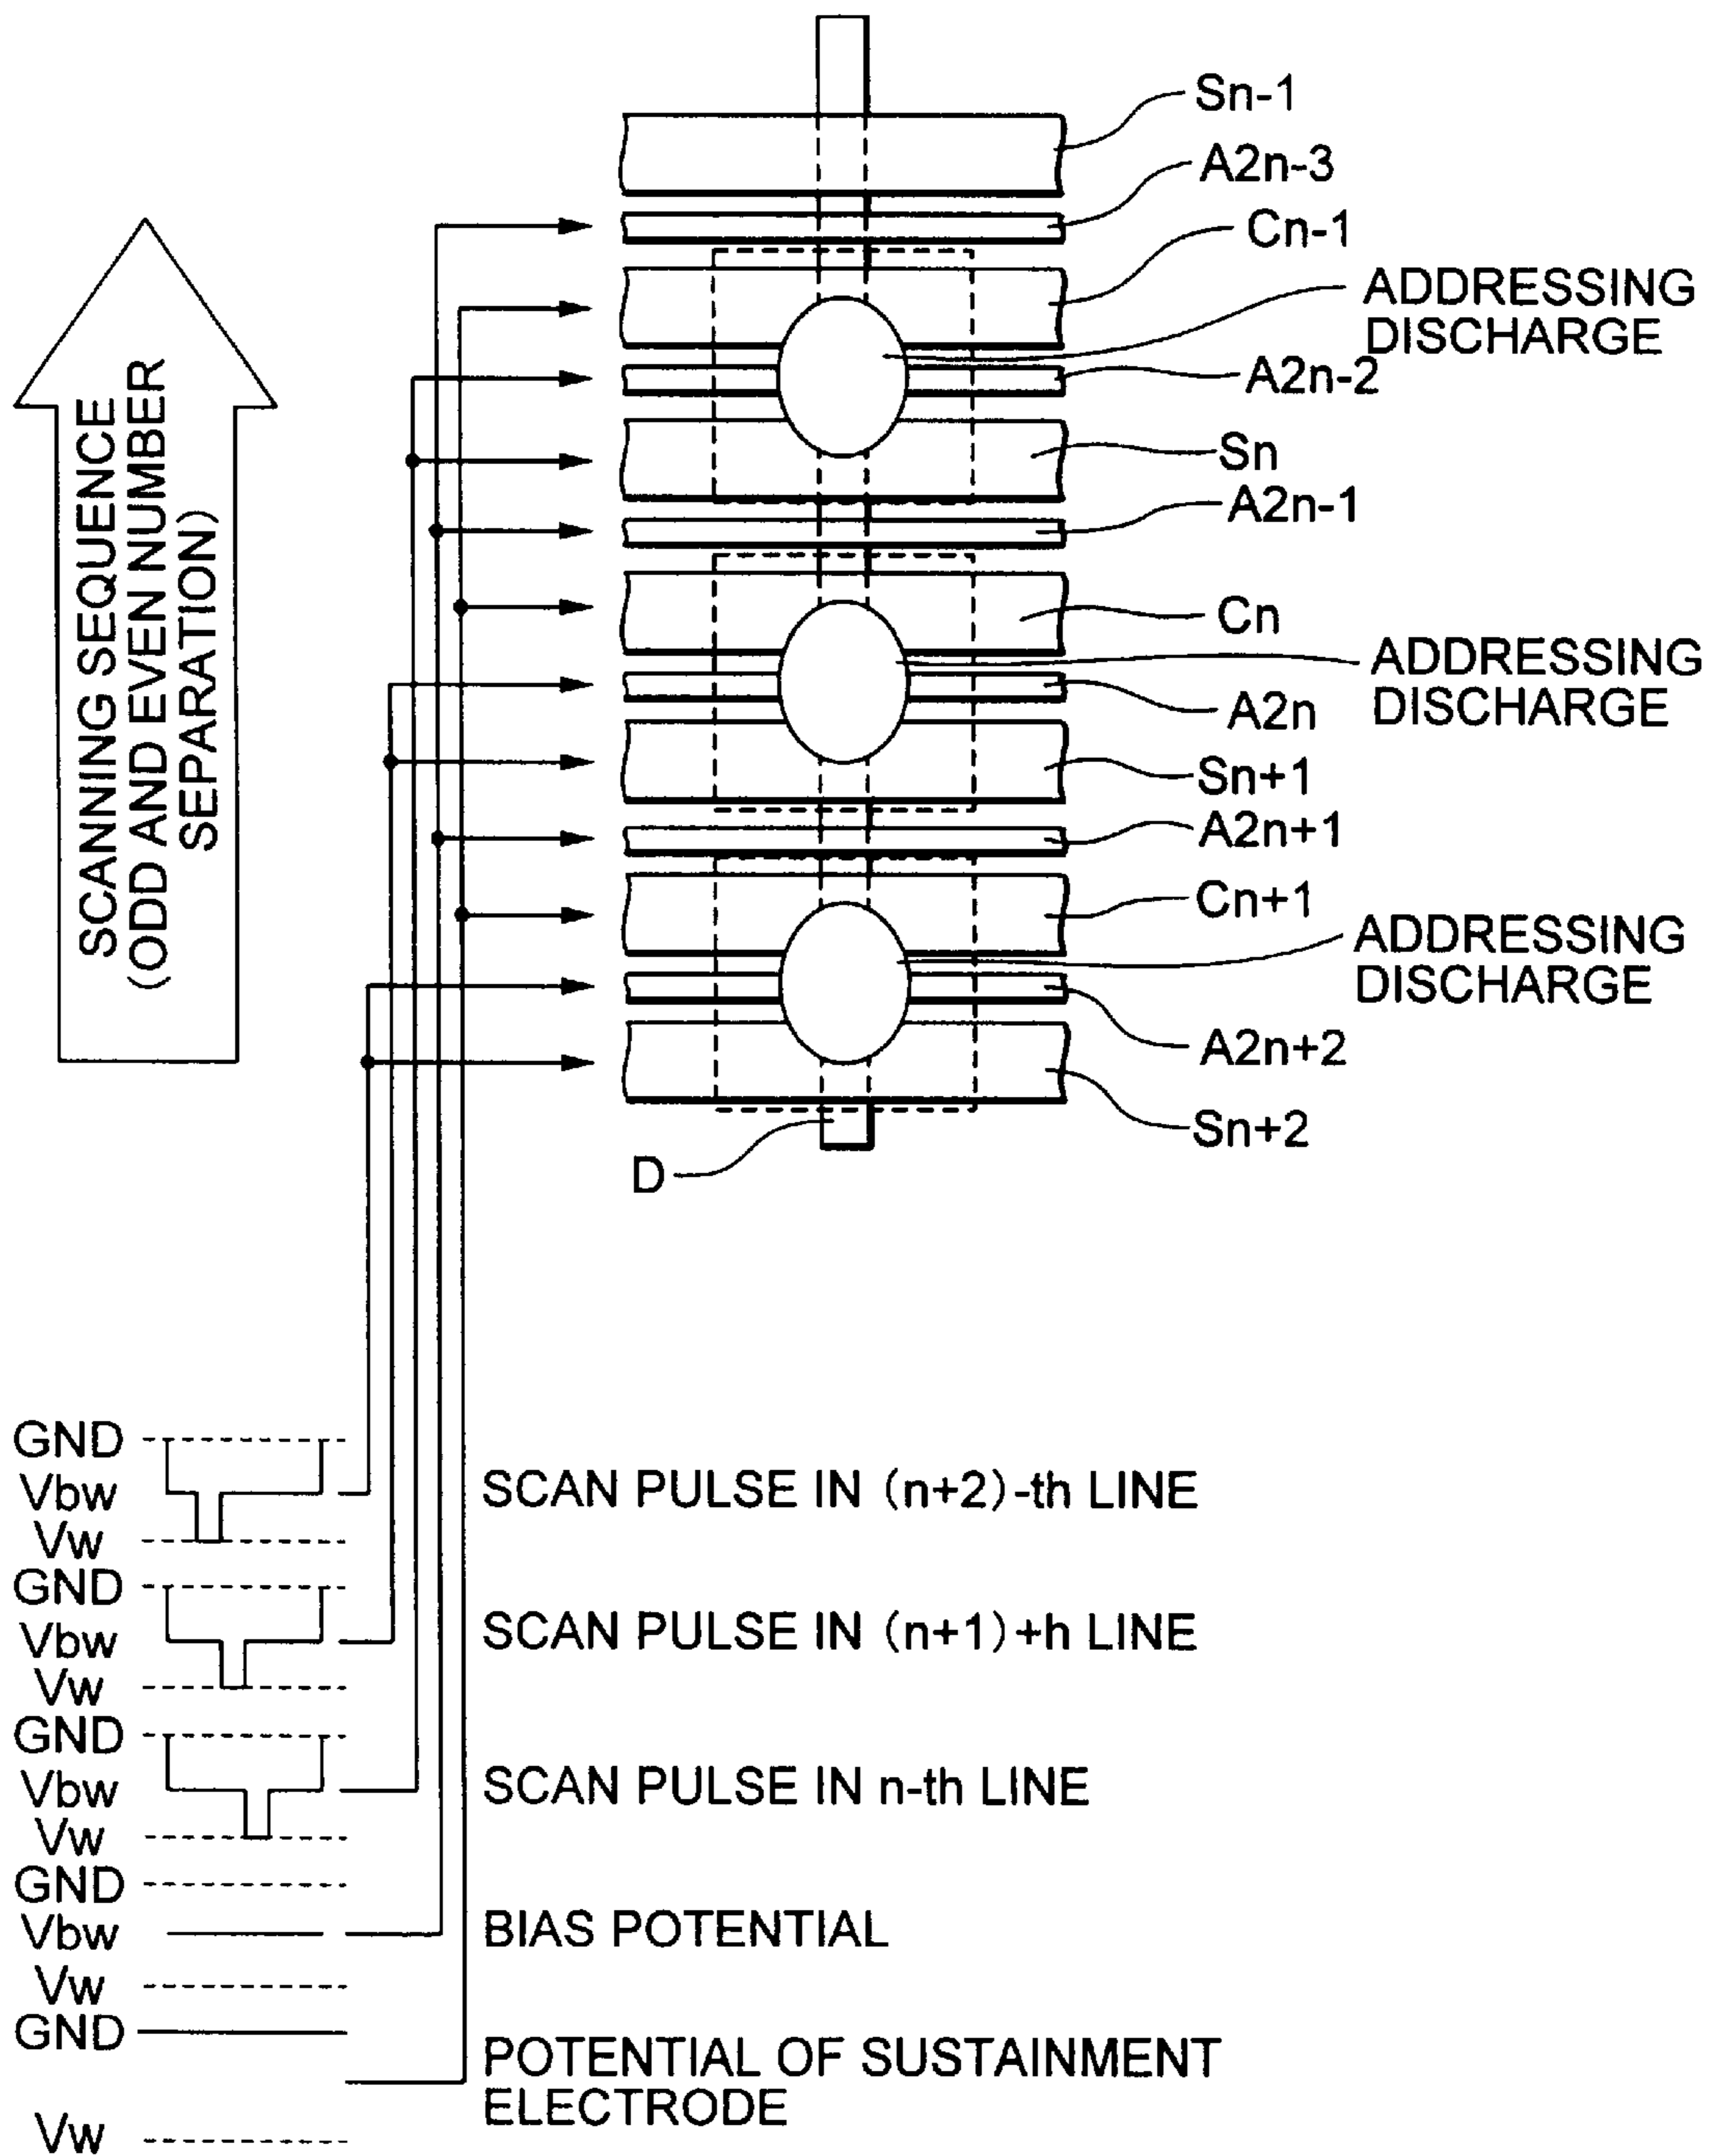 Sn-1
A2n-3
Cn-1
ADDRESSING
DISCHARGE
A2n-2
Sn
A2n-1
Cn
ADDRESSING
DISCHARGE
A2n
Sn+1
A2n+1
Cn+1
ADDRESSING
DISCHARGE
A2n+2
Sn+2
D
SCANNING SEQUENCE
(ODD AND EVEN NUMBER
SEPARATION)
GND
Vbw
Vw
SCAN PULSE IN (n+2)-th LINE
GND
Vbw
Vw
SCAN PULSE IN (n+1)+h LINE
GND
Vbw
Vw
SCAN PULSE IN n-th LINE
GND
Vbw
Vw
BIAS POTENTIAL
GND
Vw
POTENTIAL OF SUSTAINMENT
ELECTRODE